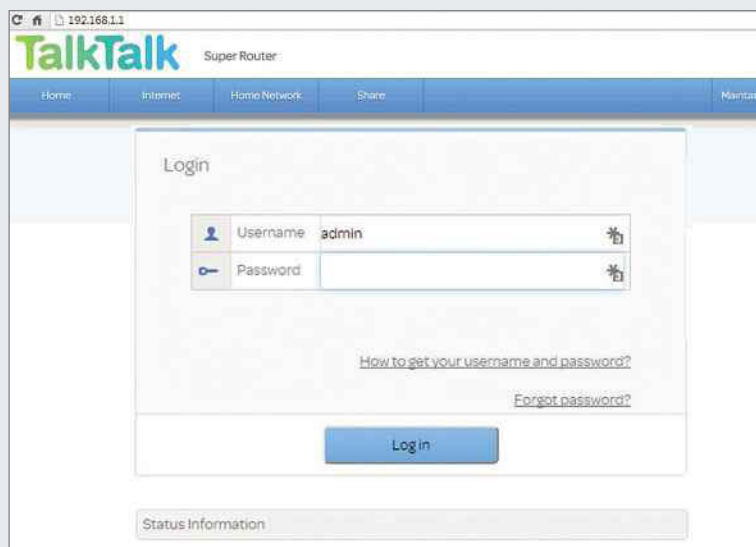 192.168.1.1
TalkTalk Super Router
Home Internet Home Network Share
Login
Username admin
Password
How to get your username and password?
Forgot password?
Log in
Status Information